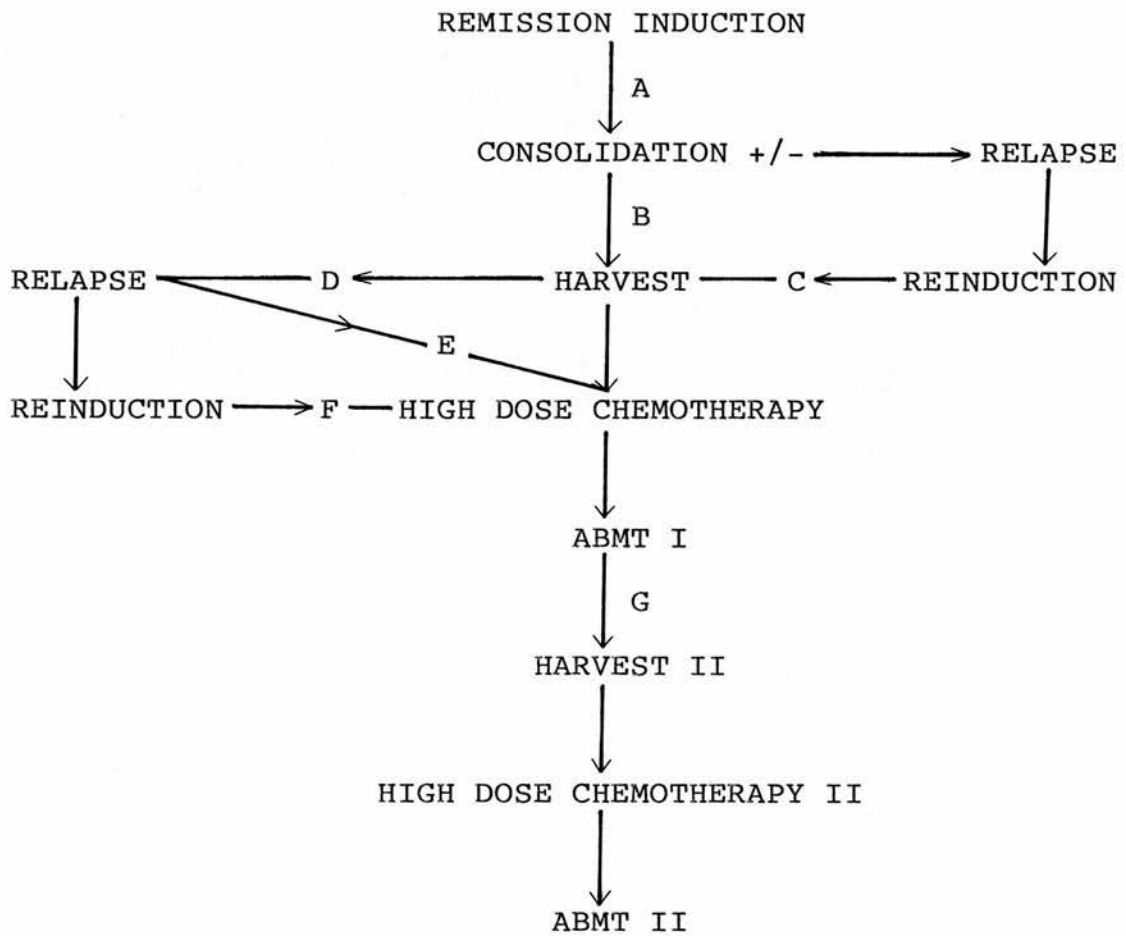 REMISSION INDUCTION
A
CONSOLIDATION +/- RELAPSE
B
RELAPSE D HARVEST C REINDUCTION
E
REINDUCTION F HIGH DOSE CHEMOTHERAPY
ABMT I
G
HARVEST II
HIGH DOSE CHEMOTHERAPY II
ABMT II